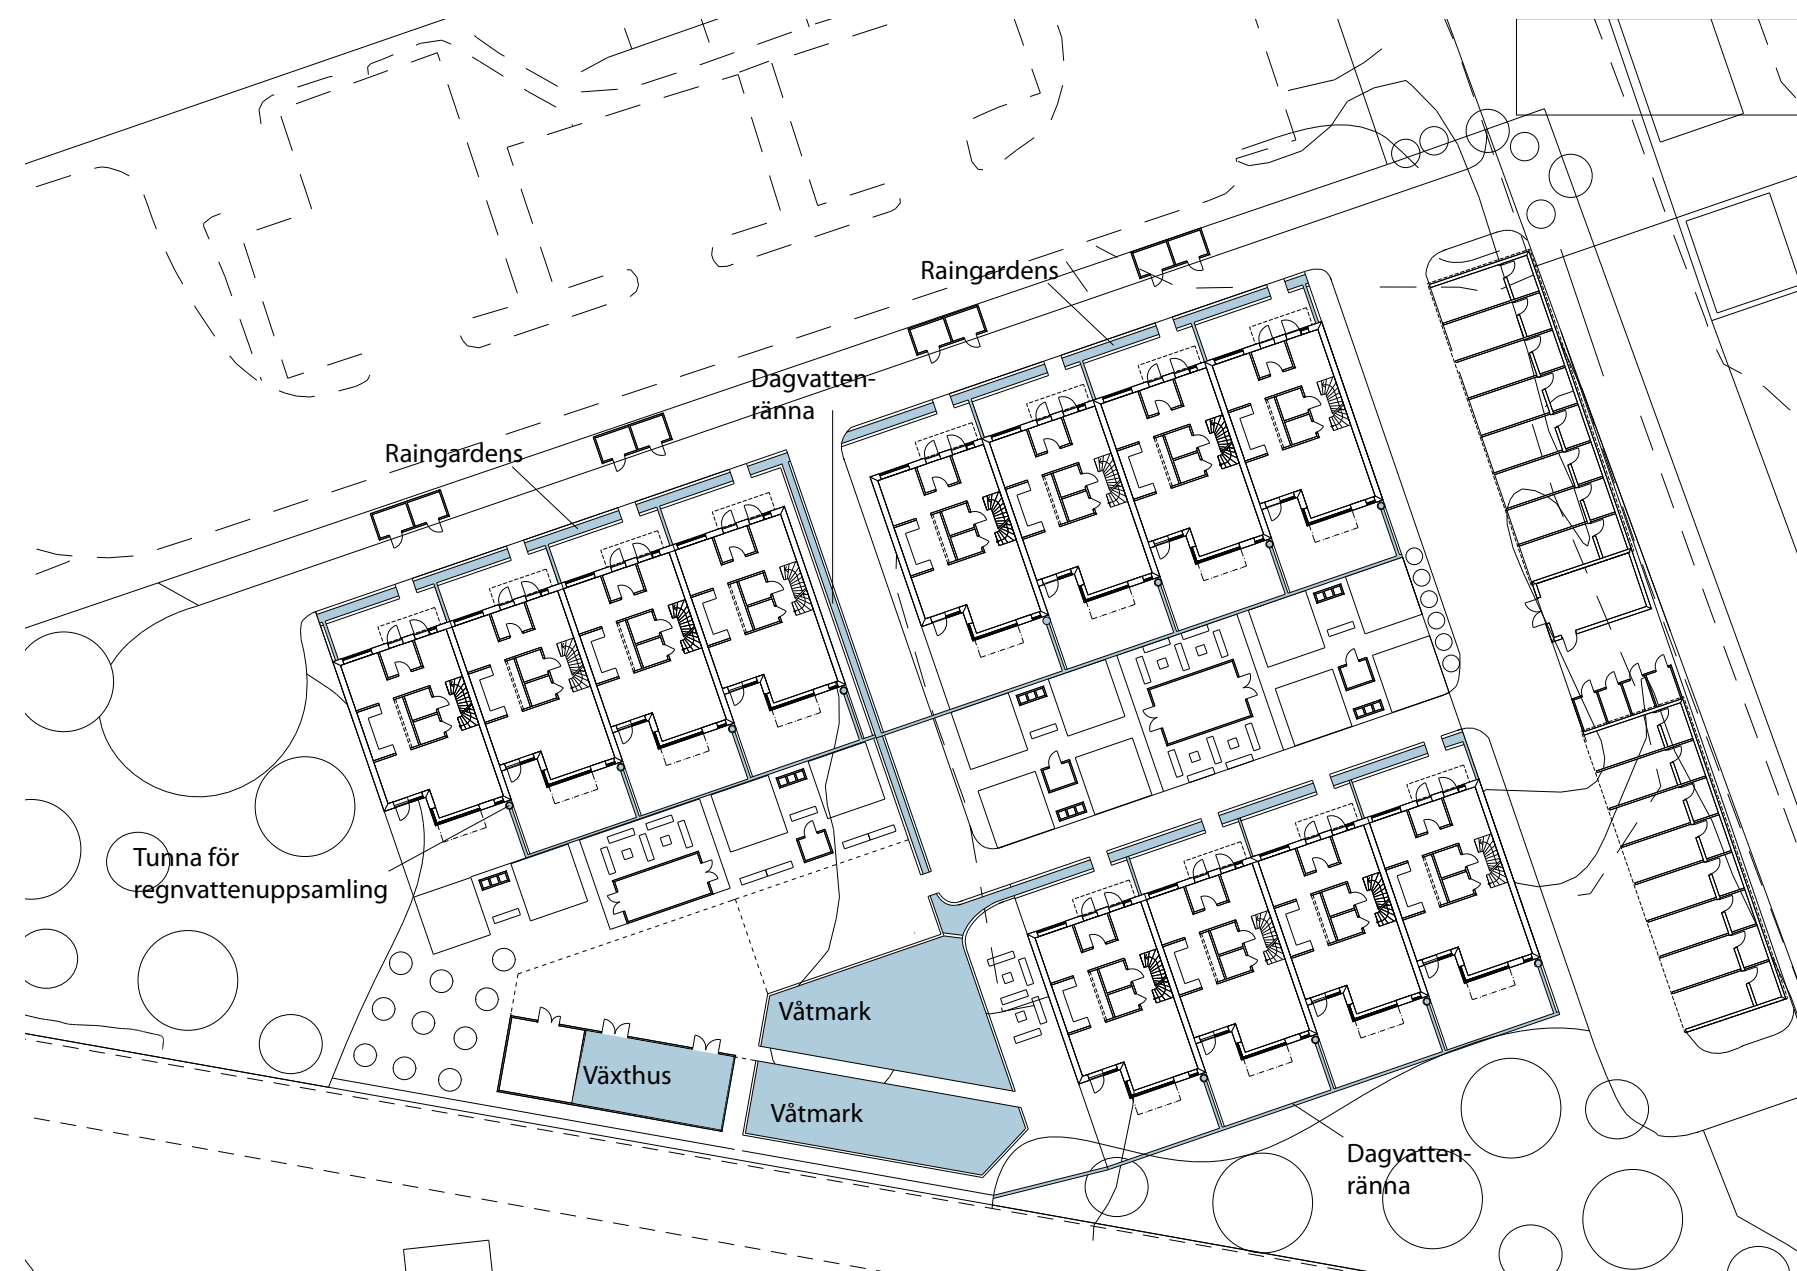 Raingardens
Dagvatten-
ränna
Raingardens
Tunna för
regnvattenuppsamling
Våtmark
Växthus
Våtmark
Dagvatten-
ränna